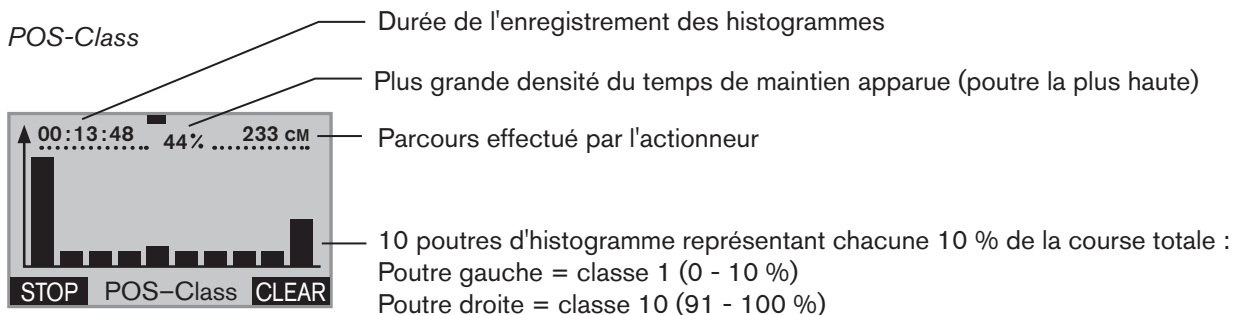 POS-Class
Durée de l'enregistrement des histogrammes
Plus grande densité du temps de maintien apparue (poutre la plus haute)
00:13:48 44% 233 CM
Parcours effectué par l'actionneur
10 poutres d'histogramme représentant chacune 10 % de la course totale :
Poutre gauche = classe 1 (0 - 10 %)
Poutre droite = classe 10 (91 - 100 %)
STOP POS–Class CLEAR